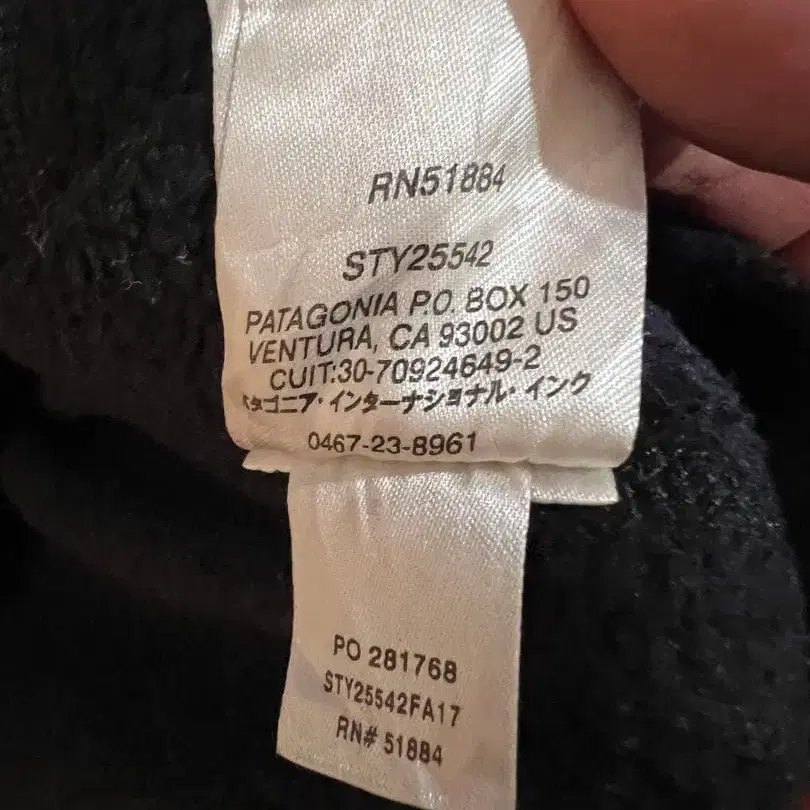 RN51884
STY25542
PATAGONIA P.O. BOX 150
VENTURA, CA 93002 US
CUIT:30-70924649-2
パタゴニア・インターナショナル・インク
0467-23-8961
PO 281768
STY25542FA17
RN# 51884